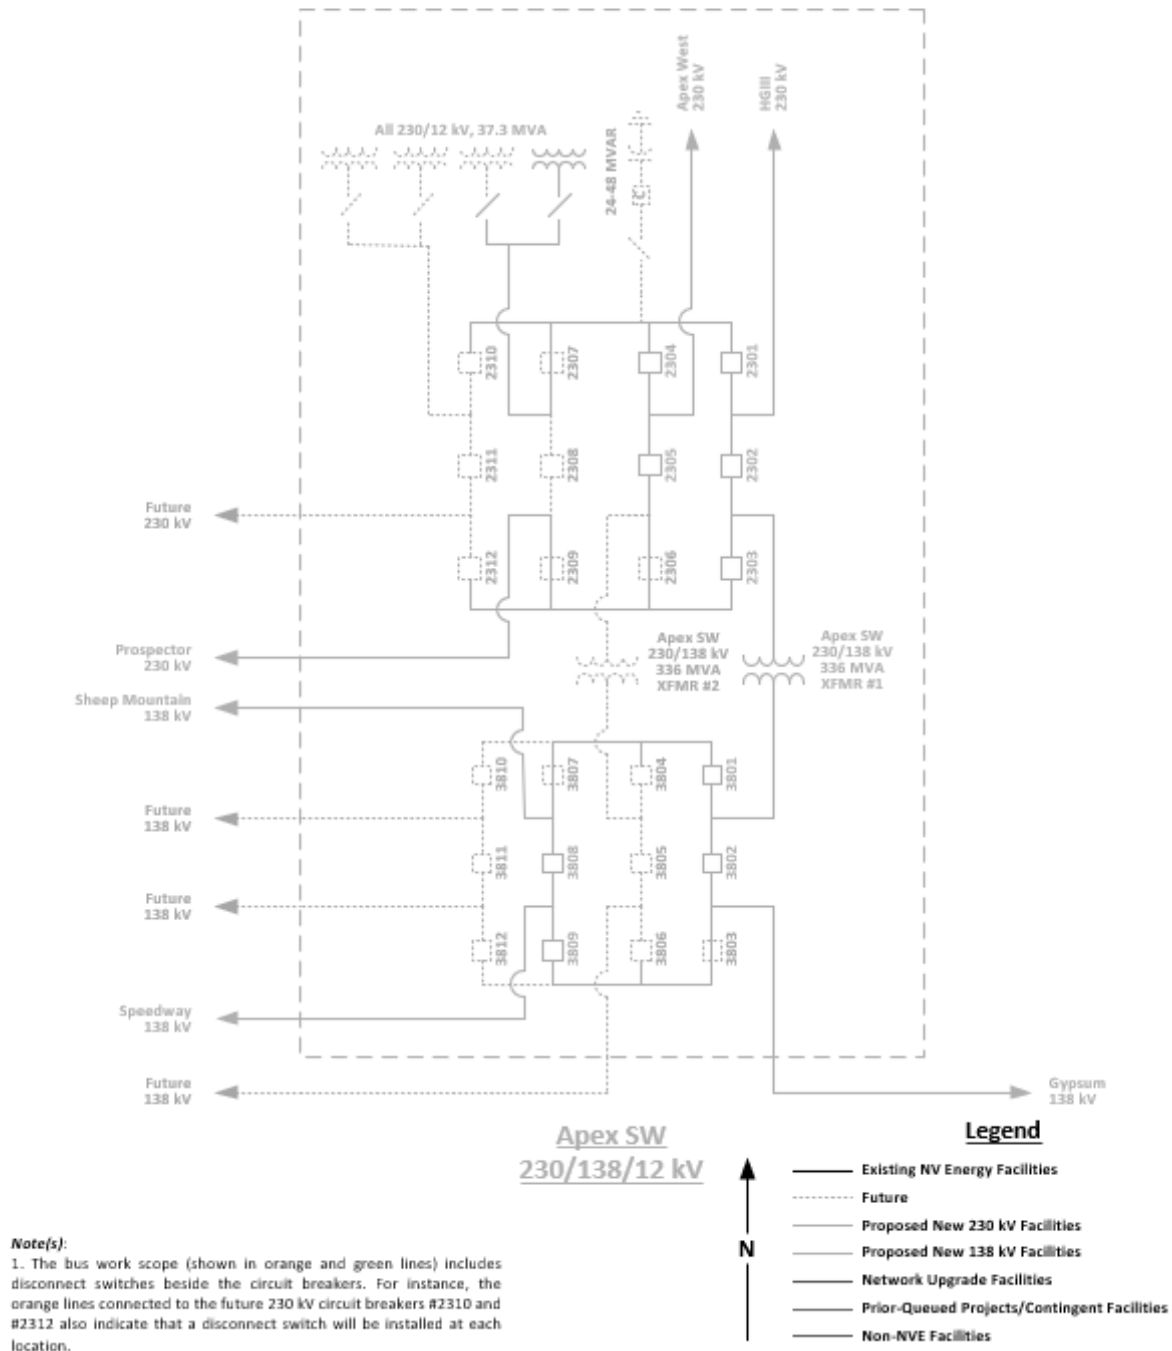 Apex West
230 kV
HGIII
230 kV
All 230/12 kV, 37.3 MVA
24-48 MVAR
C
2310
2307
2304
2301
2311
2308
2305
2302
Future
230 kV
2312
2309
2306
2303
Prospector
230 kV
Apex SW
230/138 kV
336 MVA
XFMR #2
Apex SW
230/138 kV
336 MVA
XFMR #1
Sheep Mountain
138 kV
3810
3807
3804
3801
Future
138 kV
3811
3808
3805
3802
Future
138 kV
3812
3809
3806
3803
Speedway
138 kV
Future
138 kV
Gypsum
138 kV
Apex SW
230/138/12 kV
Legend
Existing NV Energy Facilities
Future
Proposed New 230 kV Facilities
Proposed New 138 kV Facilities
Network Upgrade Facilities
Prior-Queued Projects/Contingent Facilities
Non-NVE Facilities
N
Note(s):
1. The bus work scope (shown in orange and green lines) includes
disconnect switches beside the circuit breakers. For instance, the
orange lines connected to the future 230 kV circuit breakers #2310 and
#2312 also indicate that a disconnect switch will be installed at each
location.